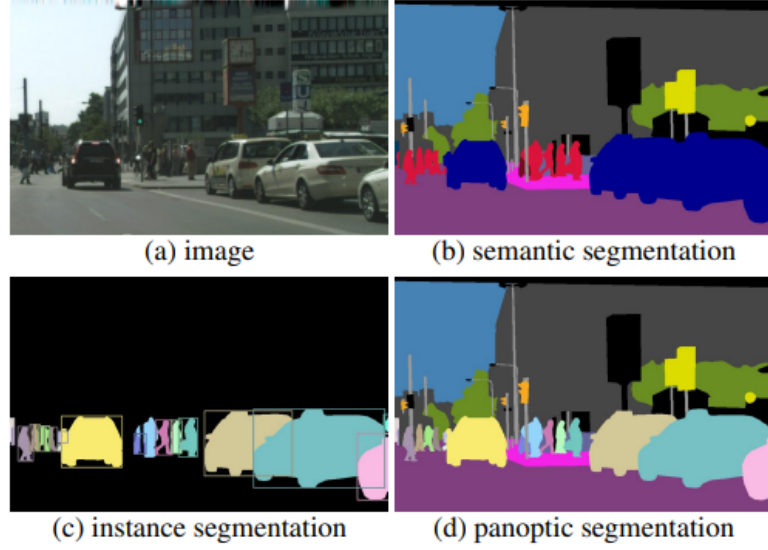 (a) image
(b) semantic segmentation
(c) instance segmentation
(d) panoptic segmentation